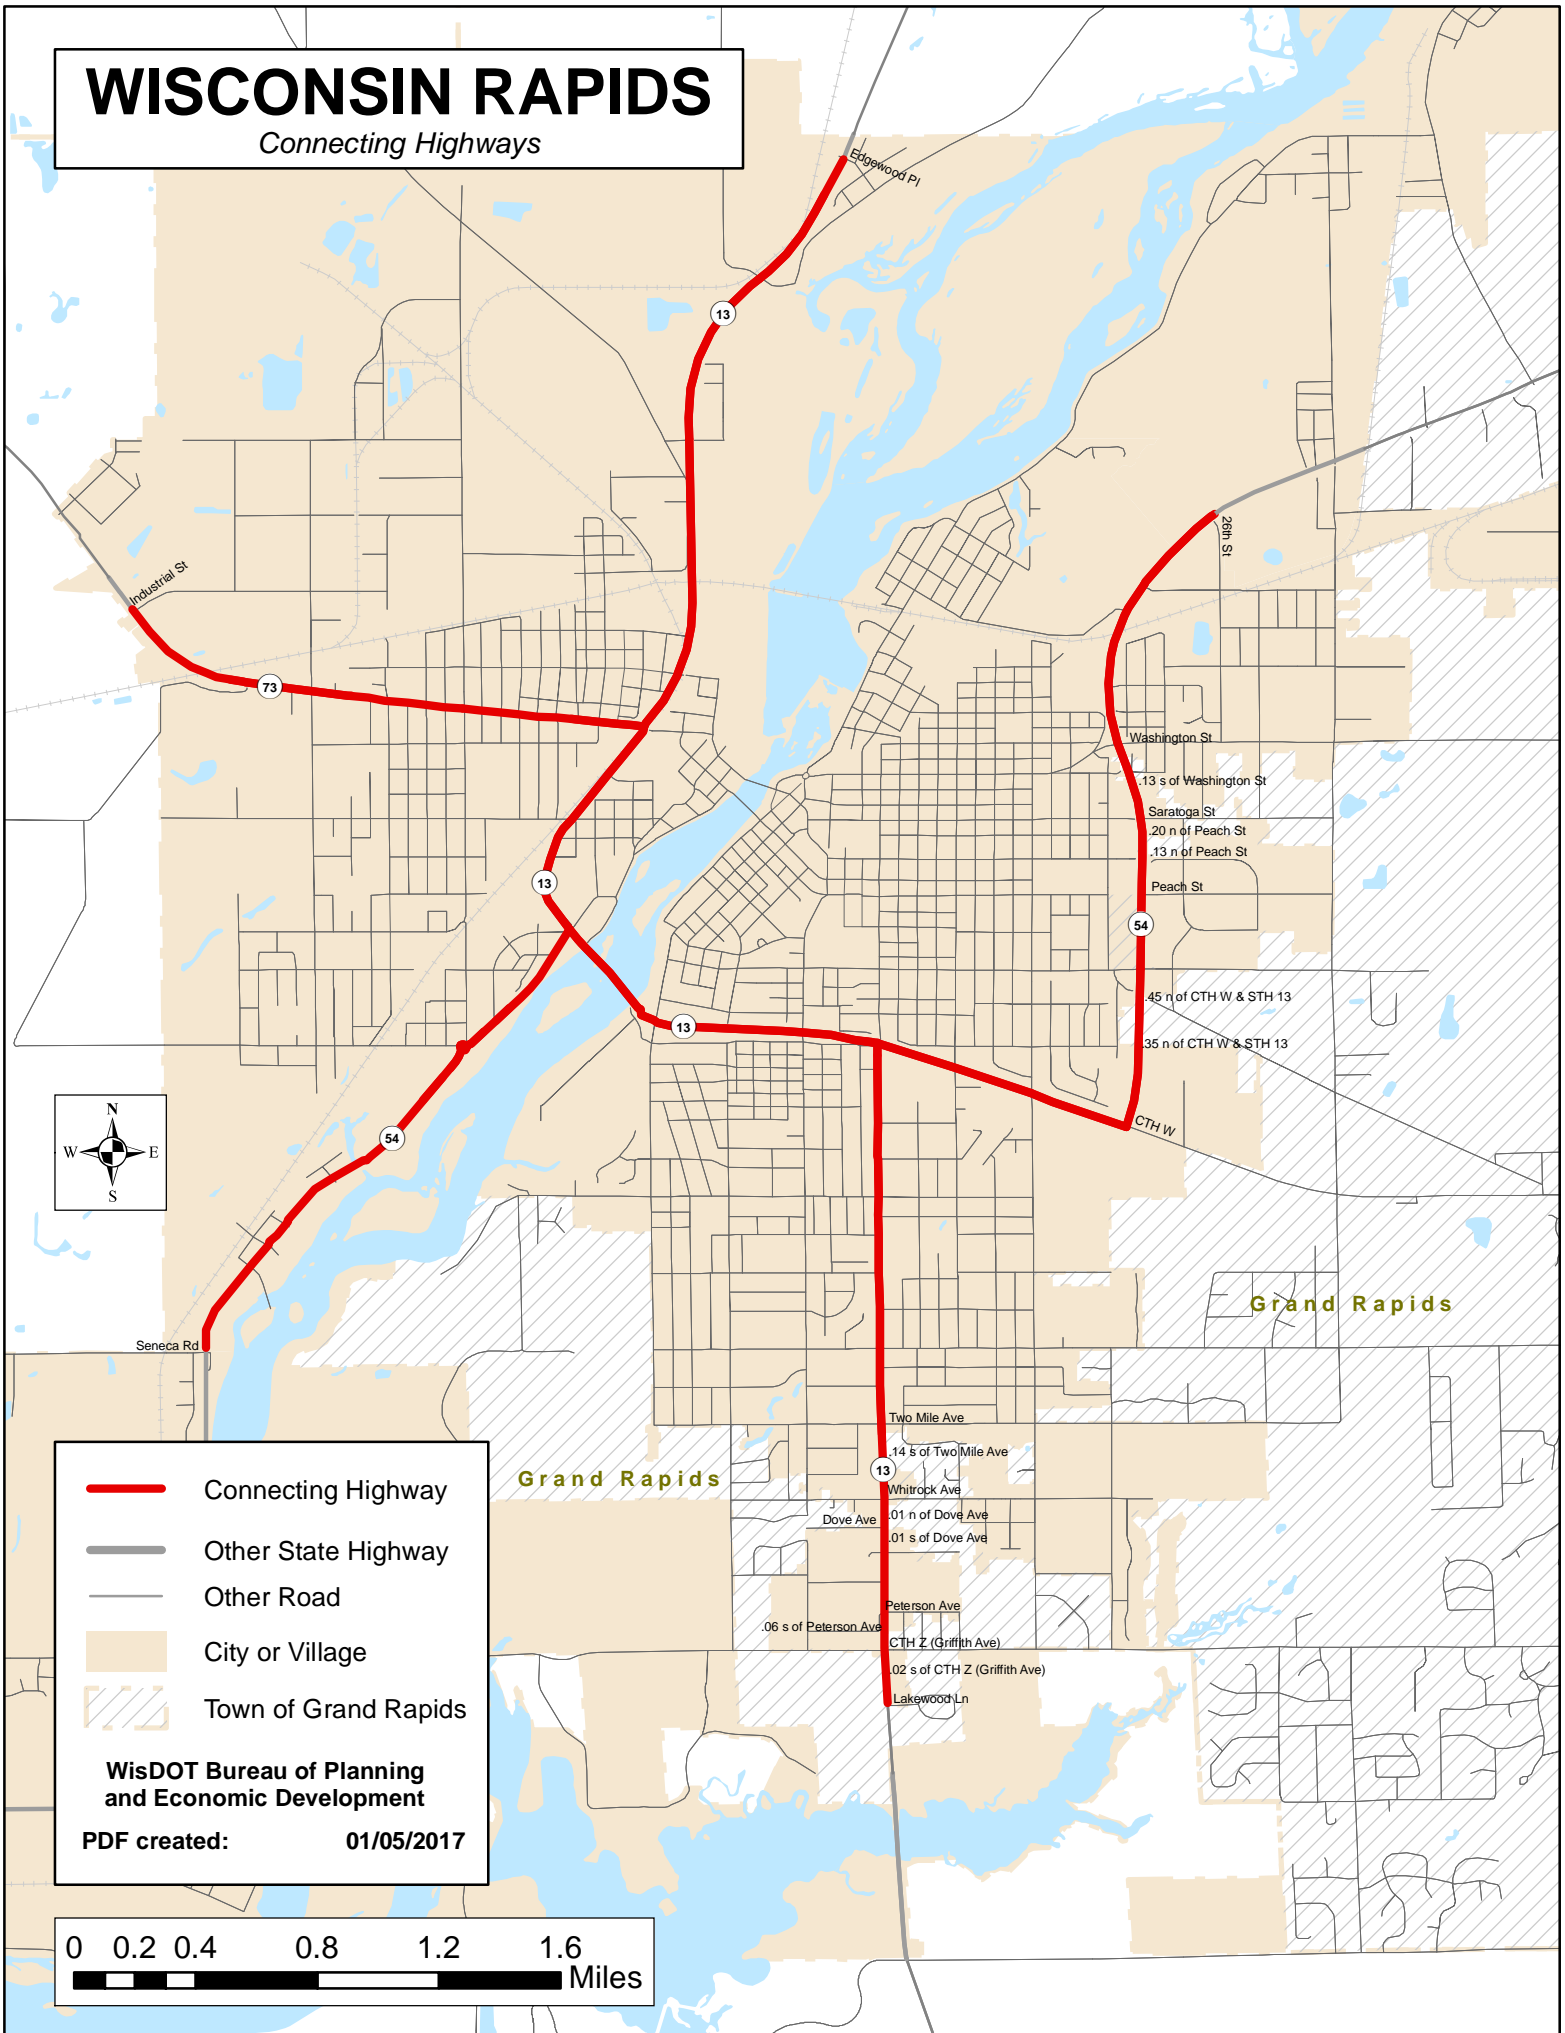 WISCONSIN RAPIDS
Connecting Highways
Edgewood Pl
13
26th St
Industrial St
73
Washington St
.13 s of Washington St
Saratoga St
.20 n of Peach St
.13 n of Peach St
13
Peach St
54
.45 n of CTH W & STH 13
13
.35 n of CTH W & STH 13
N
W E
S
CTH W
54
Grand Rapids
Seneca Rd
Two Mile Ave
.14 s of Two Mile Ave
13
Grand Rapids
Whitrock Ave
.01 n of Dove Ave
Dove Ave
.01 s of Dove Ave
Peterson Ave
.06 s of Peterson Ave
CTH Z (Griffith Ave)
.02 s of CTH Z (Griffith Ave)
Lakewood Ln
Connecting Highway
Other State Highway
Other Road
City or Village
Town of Grand Rapids
WisDOT Bureau of Planning
and Economic Development
PDF created: 01/05/2017
0 0.2 0.4 0.8 1.2 1.6
Miles